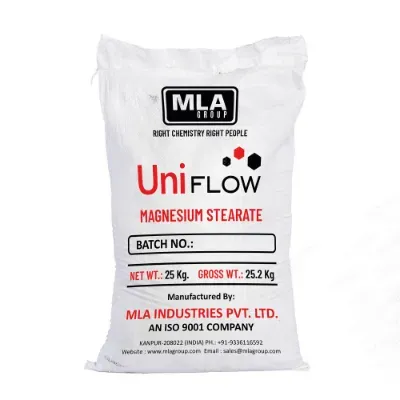 MLA
GROUP
RIGHT CHEMISTRY RIGHT PEOPLE
UniFLOW
MAGNESIUM STEARATE
BATCH NO.:
NET WT.: 25 Kg. GROSS WT.: 25.2 Kg
Manufactured By:
MLA INDUSTRIES PVT. LTD.
AN ISO 9001 COMPANY
KANPUR-208022 (INDIA) PH.: +91-9336116592
Website : www.mlagroup.com Email : sales@mlagroup.com